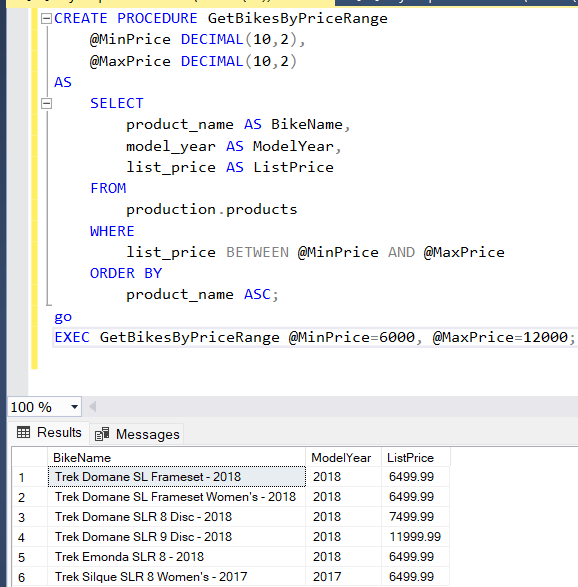 CREATE PROCEDURE GetBikesByPriceRange
@MinPrice DECIMAL(10,2),
@MaxPrice DECIMAL(10,2)
AS
SELECT
product_name AS BikeName,
model_year AS ModelYear,
list_price AS ListPrice
FROM
production.products
WHERE
list_price BETWEEN @MinPrice AND @MaxPrice
ORDER BY
product_name ASC;
go
EXEC GetBikesByPriceRange @MinPrice=6000, @MaxPrice=12000;
100 %
Results Messages
BikeName ModelYear ListPrice
1 Trek Domane SL Frameset - 2018 2018 6499.99
2 Trek Domane SL Frameset Women's - 2018 2018 6499.99
3 Trek Domane SLR 8 Disc - 2018 2018 7499.99
4 Trek Domane SLR 9 Disc - 2018 2018 11999.99
5 Trek Emonda SLR 8 - 2018 2018 6499.99
6 Trek Silque SLR 8 Women's - 2017 2017 6499.99